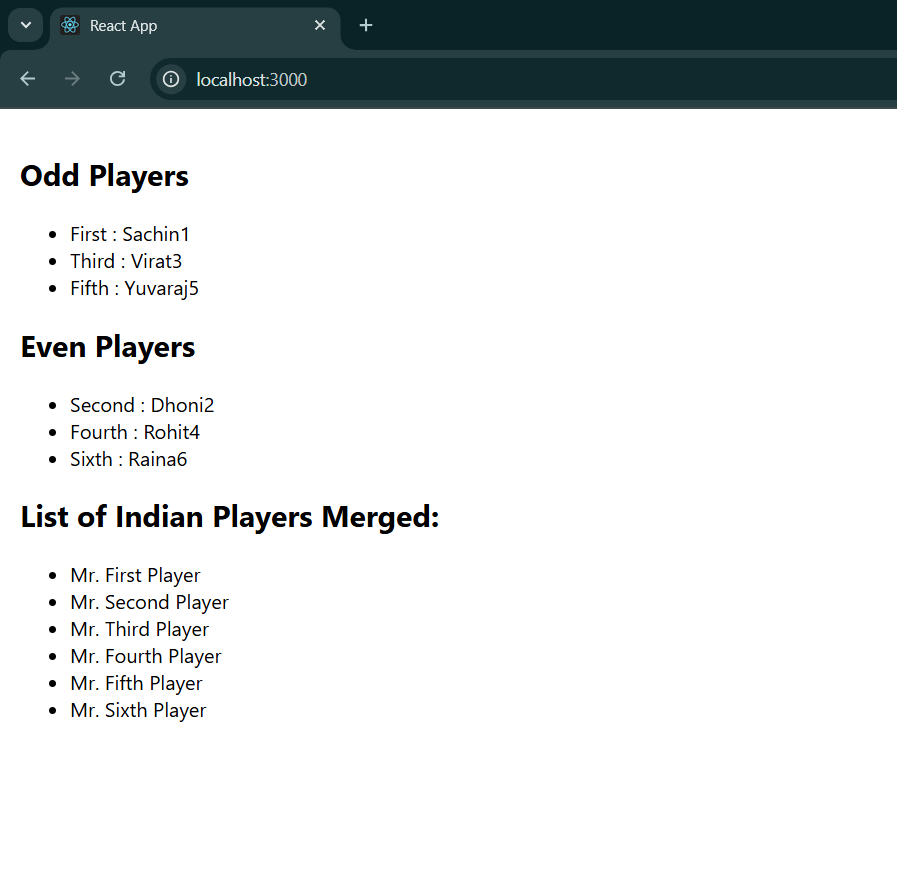 React App
localhost:3000
Odd Players
First : Sachin1
Third : Virat3
Fifth : Yuvaraj5
Even Players
Second : Dhoni2
Fourth : Rohit4
Sixth : Raina6
List of Indian Players Merged:
Mr. First Player
Mr. Second Player
Mr. Third Player
Mr. Fourth Player
Mr. Fifth Player
Mr. Sixth Player